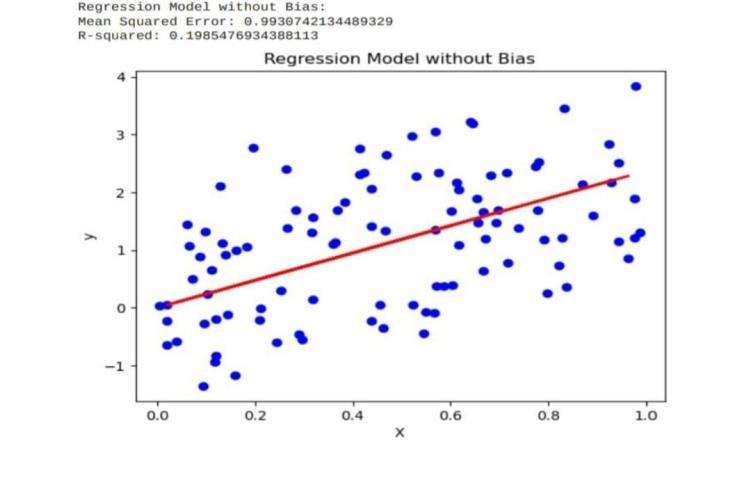 Regression Model without Bias:
Mean Squared Error: 0.9930742134489329
R-squared: 0.1985476934388113
Regression Model without Bias
4
3
2
1
0
−1
y
0.0 0.2 0.4 0.6 0.8 1.0
X